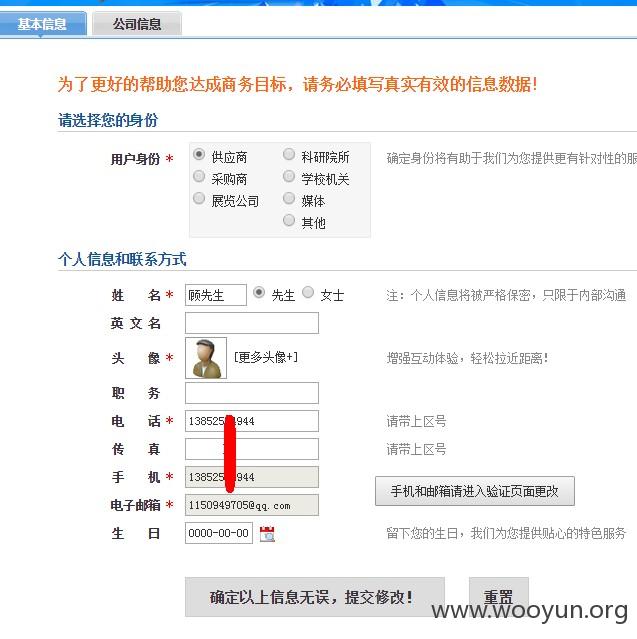 基本信息 公司信息
为了更好的帮助您达成商务目标，请务必填写真实有效的信息数据！
请选择您的身份
用户身份 * 供应商 科研院所 确定身份将有助于我们为您提供更有针对性的服
采购商 学校机关
展览公司 媒体
其他
个人信息和联系方式
姓 名 * 顾先生 先生 女士 注：个人信息将被严格保密，只限于内部沟通
英 文 名
头 像 * [更多头像+] 增强互动体验，轻松拉近距离！
职 务
电 话 * 13852 944 请带上区号
传 真 请带上区号
手 机 * 13852 944 手机和邮箱请进入验证页面更改
电子邮箱 * 1150949705@qq.com
生 日 0000-00-00 留下您的生日，我们为您提供贴心的特色服务
确定以上信息无误，提交修改！ 重置
www.wooyun.org